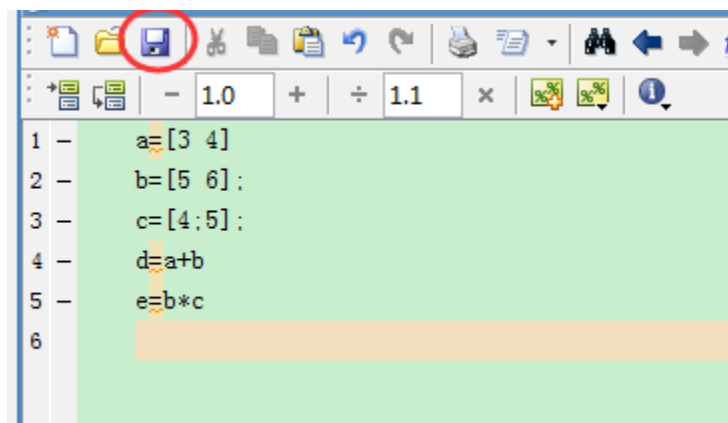 − 1.0 + ÷ 1.1 ×
1 − a=[3 4]
2 − b=[5 6];
3 − c=[4;5];
4 − d=a+b
5 − e=b*c
6